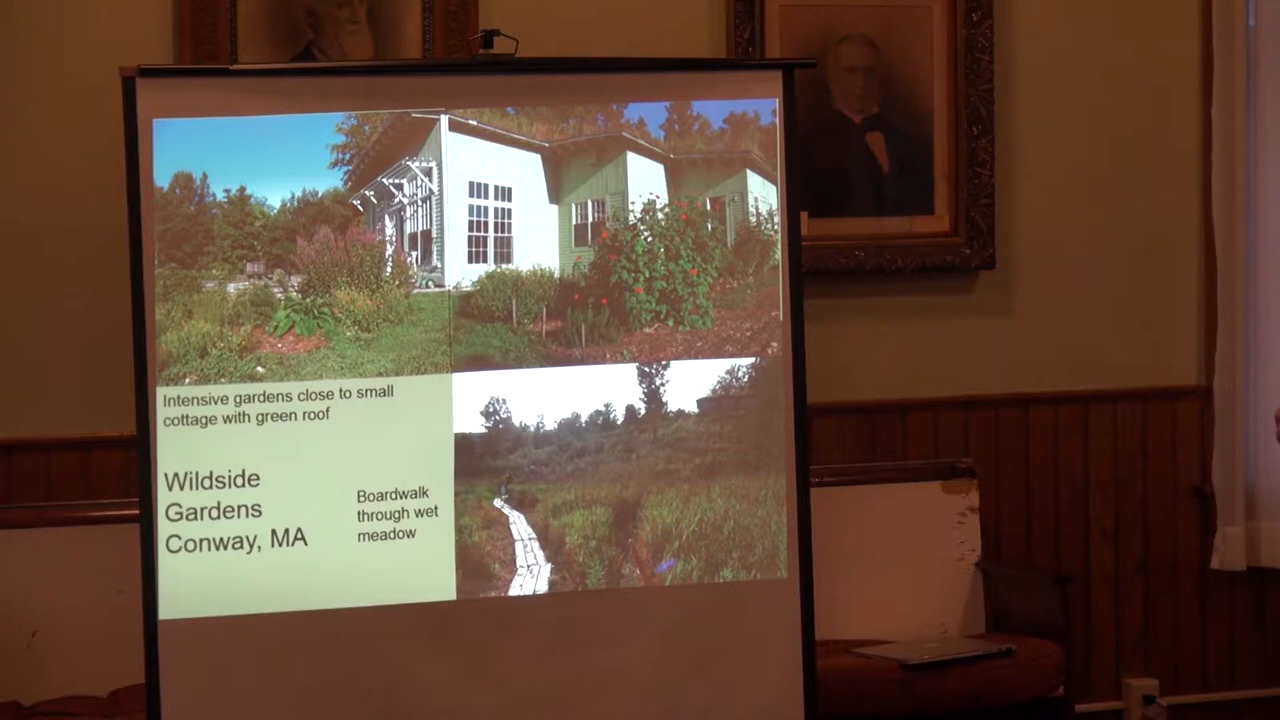 Intensive gardens close to small
cottage with green roof
Wildside
Gardens
Conway, MA
Boardwalk
through wet
meadow